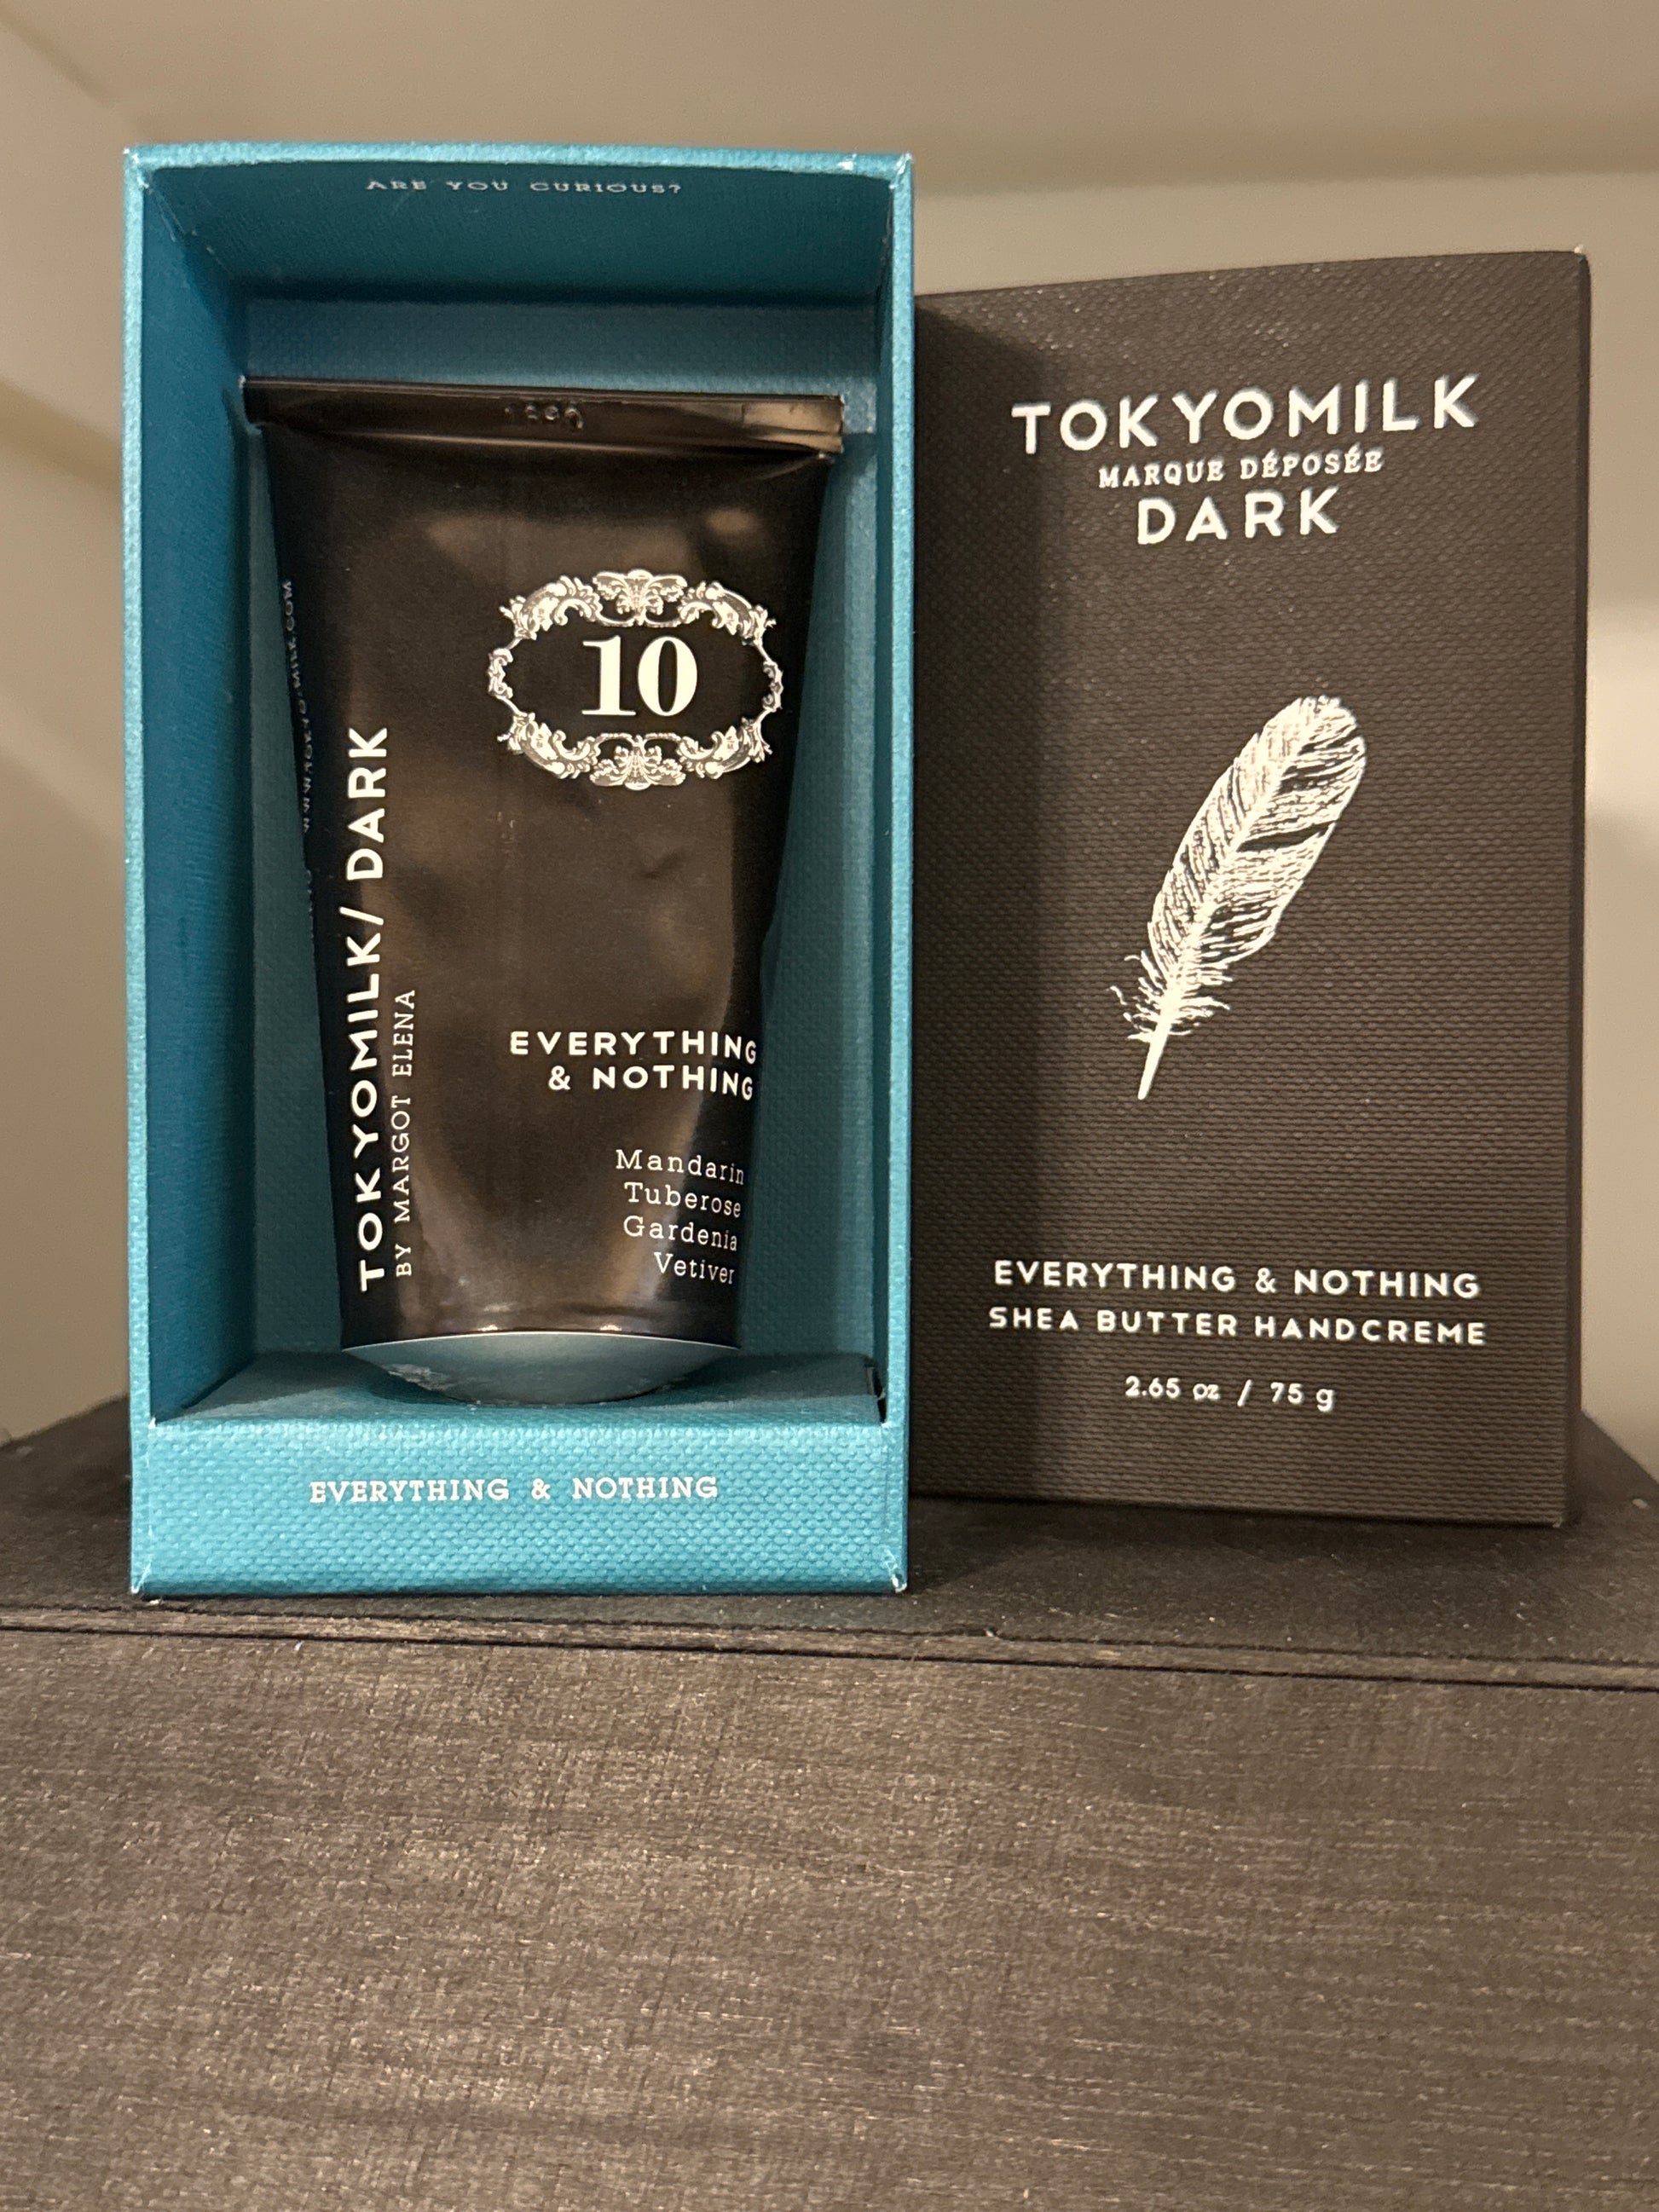 ARE YOU CURIOUS?
10
TOKYOMILK/ DARK
BY MARGOT ELENA
EVERYTHING
& NOTHING
Mandarin
Tuberose
Gardenia
Vetiver
EVERYTHING & NOTHING
TOKYOMILK
MARQUE DÉPOSÉE
DARK
EVERYTHING & NOTHING
SHEA BUTTER HANDCREME
2.65 oz / 75 g